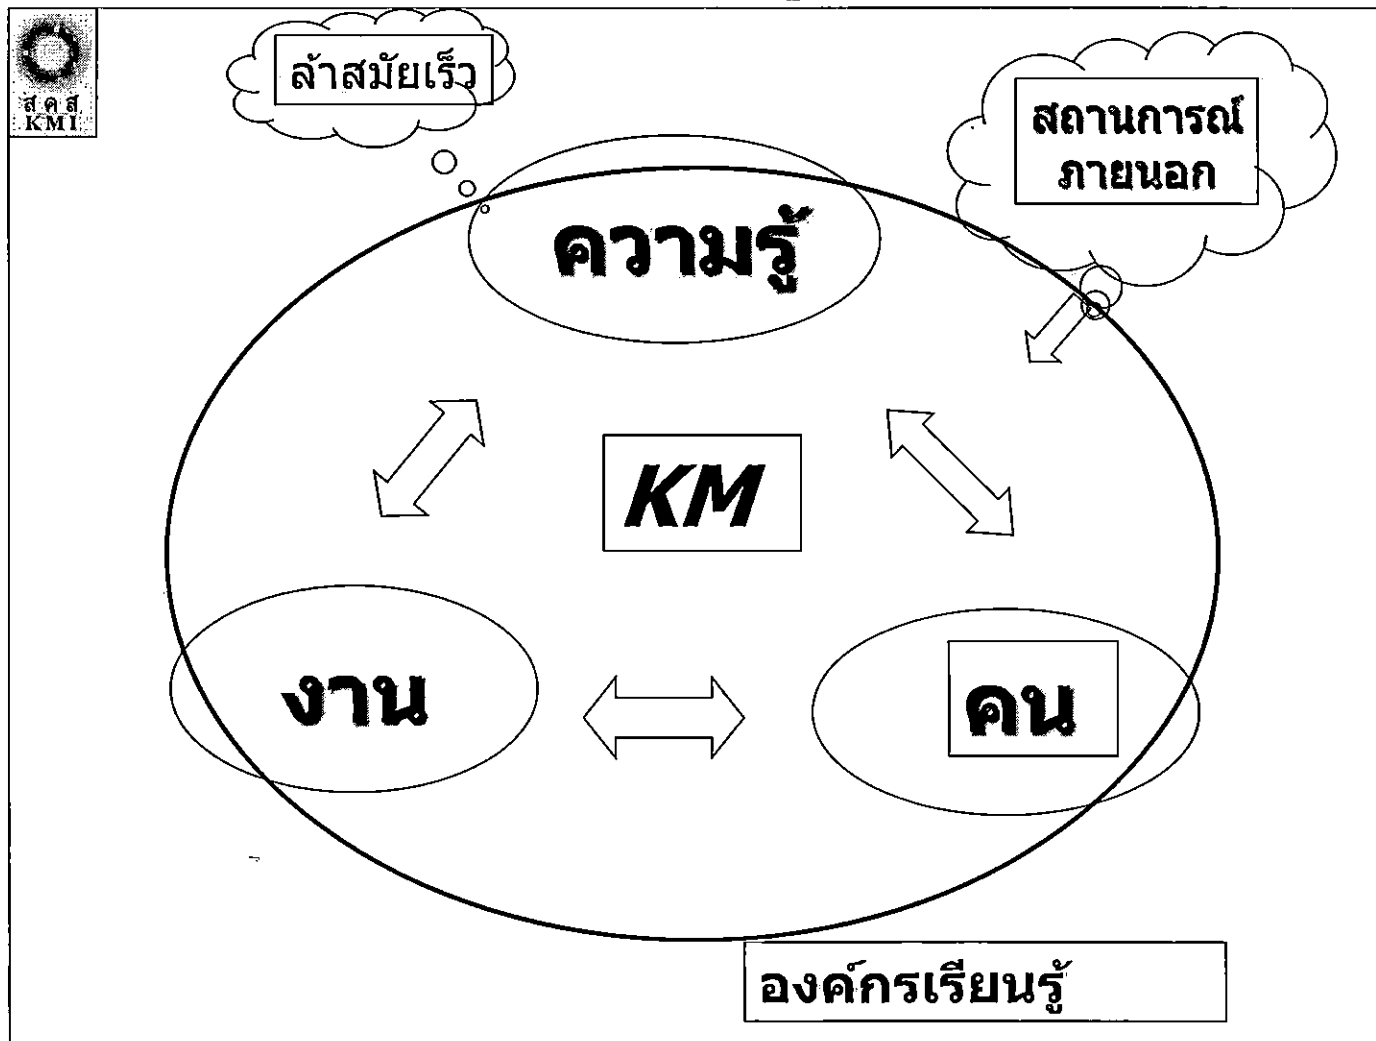 สคส
KMI
ล้าสมัยเร็ว
สถานการณ์
ภายนอก
ความรู้
KM
งาน
คน
องค์กรเรียนรู้